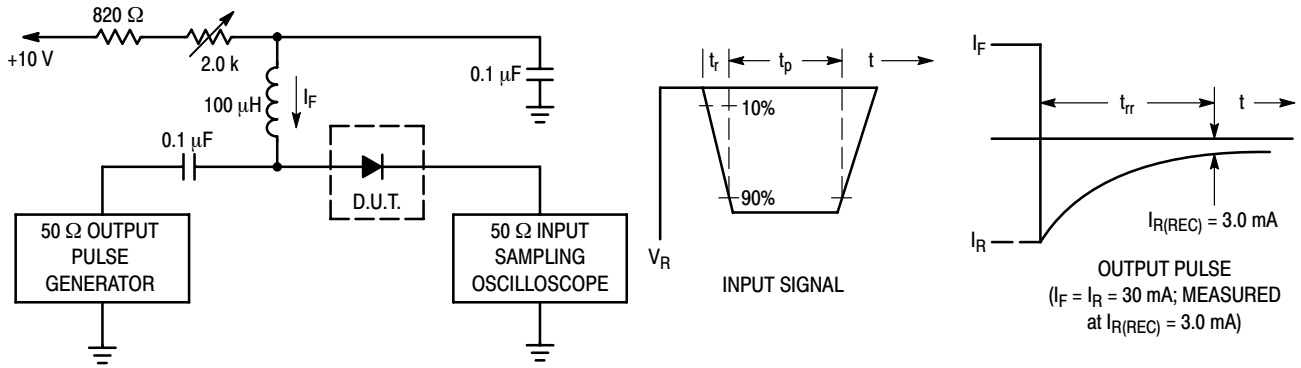 820 Ω
+10 V
2.0 k
100 μH
I_F
0.1 μF
0.1 μF
D.U.T.
50 Ω OUTPUT
PULSE
GENERATOR
50 Ω INPUT
SAMPLING
OSCILLOSCOPE
t_r
t_p
t
10%
90%
V_R
INPUT SIGNAL
I_F
t_rr
t
I_R
I_R(REC) = 3.0 mA
OUTPUT PULSE
(I_F = I_R = 30 mA; MEASURED
at I_R(REC) = 3.0 mA)